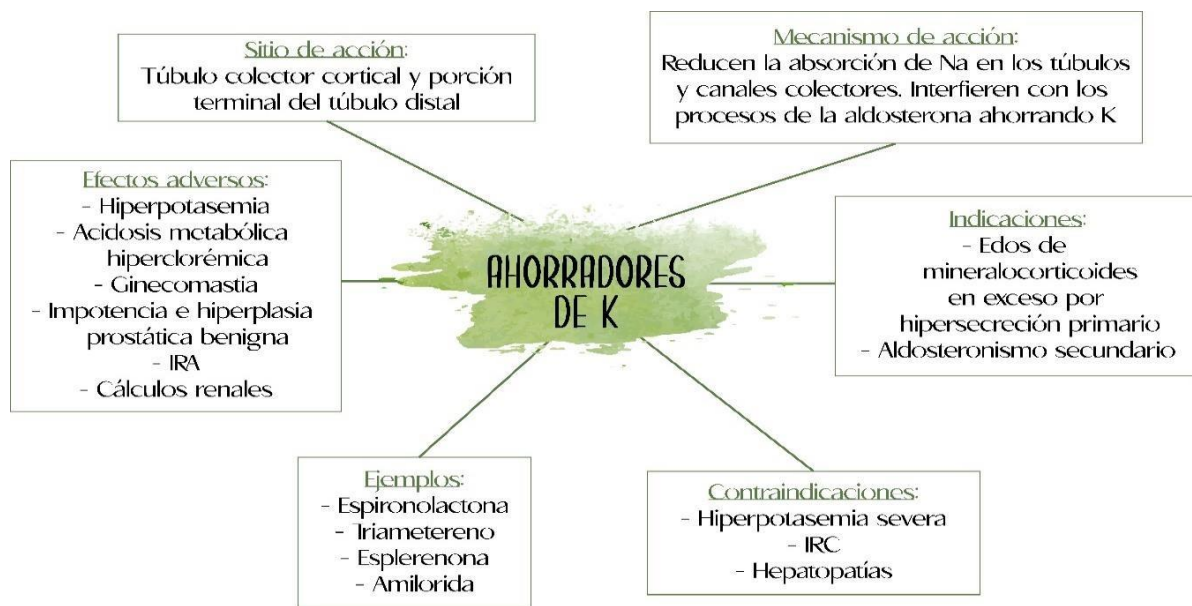 Sitio de acción:
Túbulo colector cortical y porción
terminal del túbulo distal
Mecanismo de acción:
Reducen la absorción de Na en los túbulos
y canales colectores. Interfieren con los
procesos de la aldosterona ahorrando K
Efectos adversos:
- Hiperpotasemia
- Acidosis metabólica
hiperclorémica
- Ginecomastia
- Impotencia e hiperplasia
prostática benigna
- IRA
- Cálculos renales
AHORRADORES
DE K
Indicaciones:
- Edos de
mineralocorticoides
en exceso por
hipersecreción primario
- Aldosteronismo secundario
Ejemplos:
- Espironolactona
- Triametereno
- Esplerenona
- Amilorida
Contraindicaciones:
- Hiperpotasemia severa
- IRC
- Hepatopatías